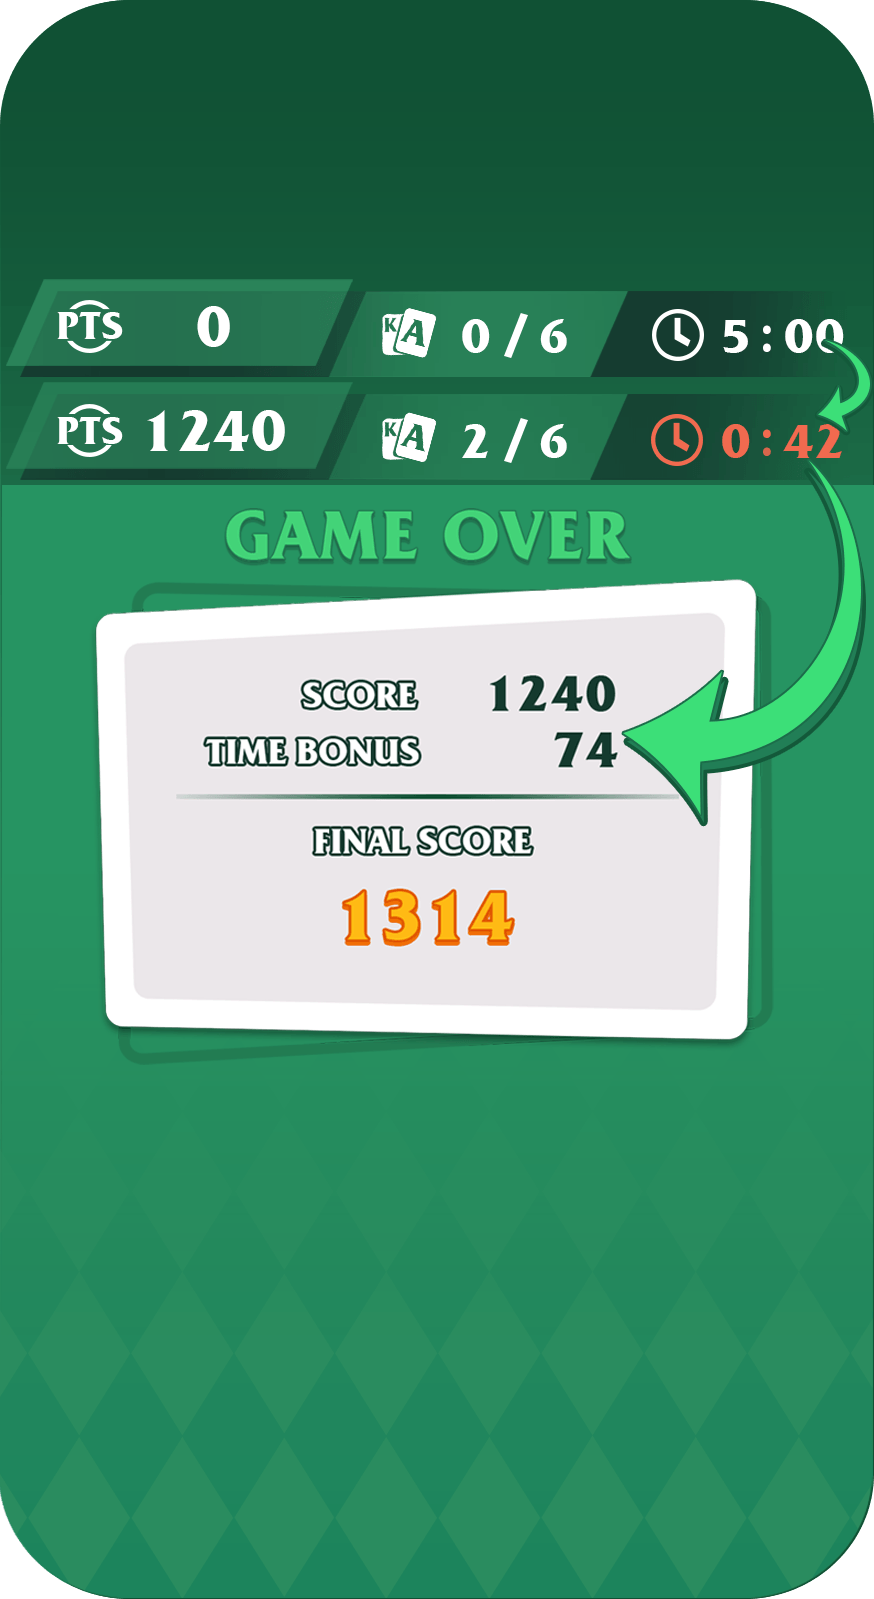 PTS 0 K A 0 / 6 5 : 00
PTS 1240 K A 2 / 6 0 : 42
GAME OVER
SCORE 1240
TIME BONUS 74
FINAL SCORE
1314